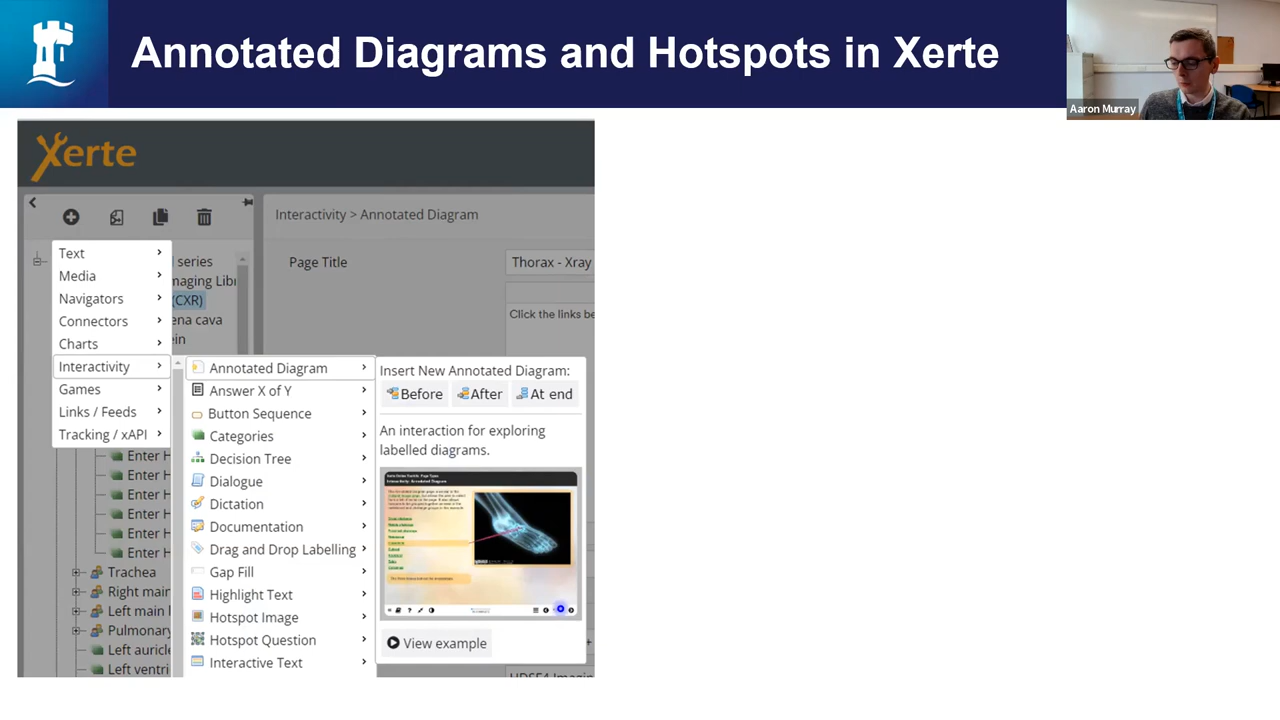 Annotated Diagrams and Hotspots in Xerte
Aaron Murray
Xerte
Interactivity > Annotated Diagram
Page Title
Thorax - Xray
Click the links be
Text
Media
Navigators
Connectors
Charts
Interactivity
Games
Links / Feeds
Tracking / xAPI
series
maging Libr
(CXR)
ena cava
ein
Enter H
Enter H
Enter H
Enter H
Enter H
Enter H
Trachea
Right main
Left main
Pulmonary
Left auricle
Left ventri
Annotated Diagram
Answer X of Y
Button Sequence
Categories
Decision Tree
Dialogue
Dictation
Documentation
Drag and Drop Labelling
Gap Fill
Highlight Text
Hotspot Image
Hotspot Question
Interactive Text
Insert New Annotated Diagram:
Before
After
At end
An interaction for exploring
labelled diagrams.
View example